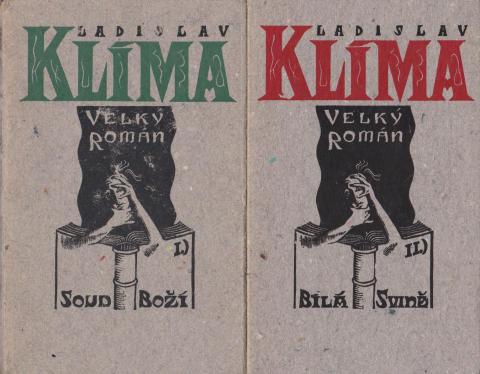 LADISLAV
KLÍMA
VELKÝ
ROMÁN
I.)
SOUD BOŽÍ
LADISLAV
KLÍMA
VELKÝ
ROMÁN
II.)
BÍLÁ SVINĚ